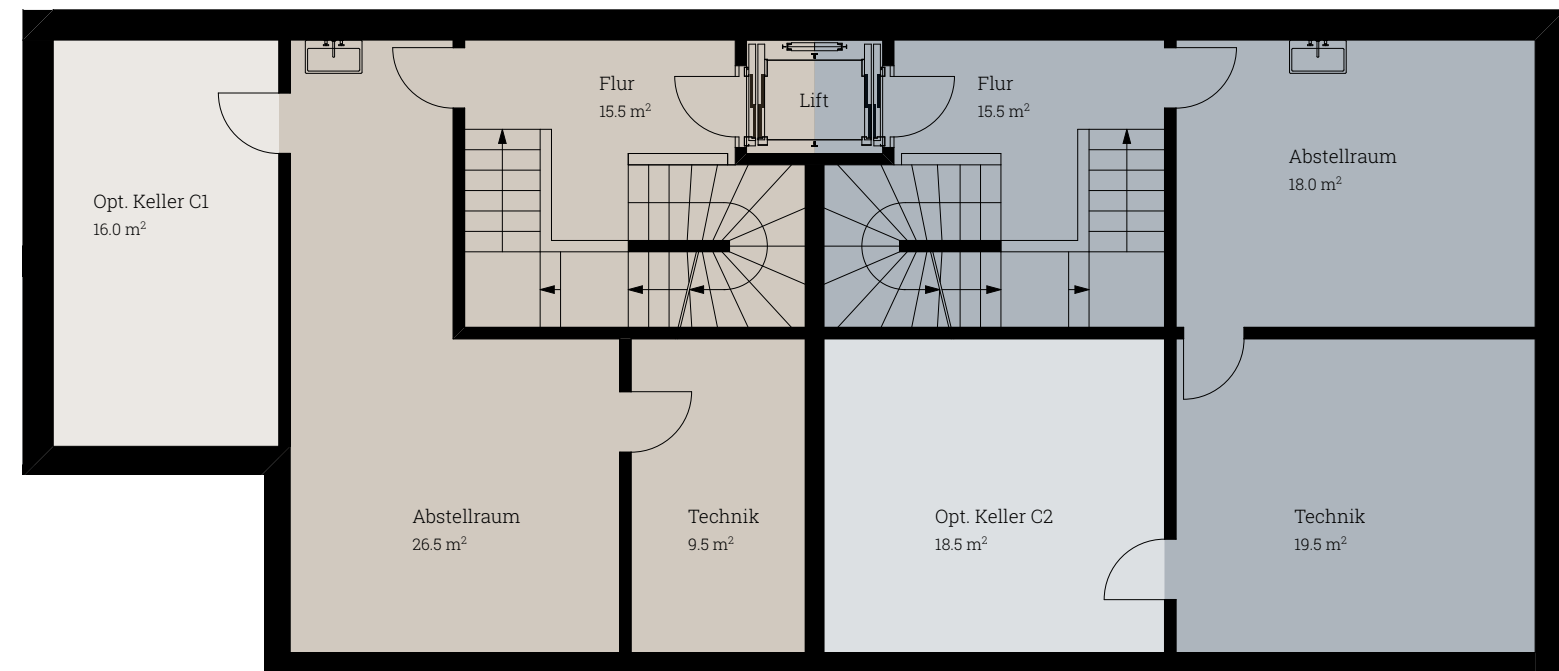 Flur
15.5 m²
Lift
Flur
15.5 m²
Abstellraum
18.0 m²
Opt. Keller C1
16.0 m²
Abstellraum
26.5 m²
Technik
9.5 m²
Opt. Keller C2
18.5 m²
Technik
19.5 m²